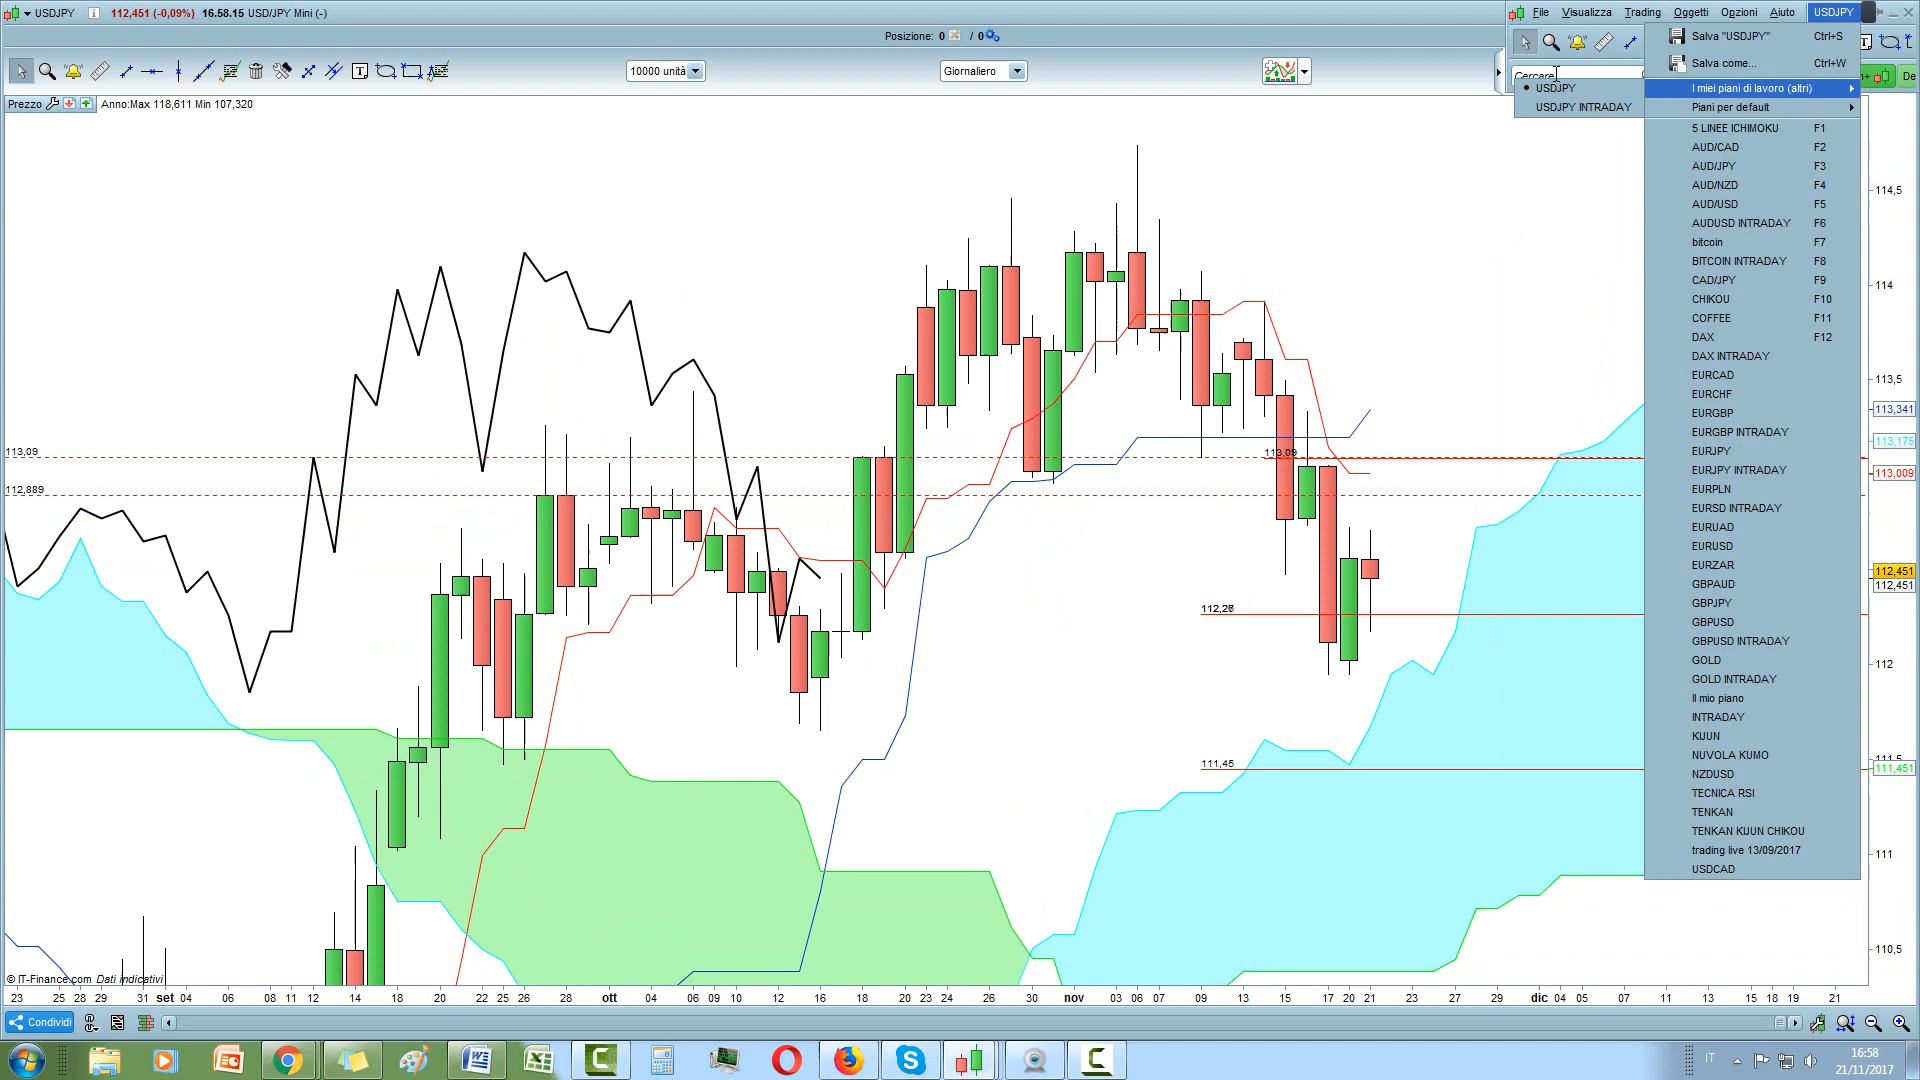 USDJPY 112,451 (-0,09%) 16.58.15 USD/JPY Mini (-)
File Visualizza Trading Oggetti Opzioni Aiuto USDJPY
Posizione: 0 / 0
Salva "USDJPY" Ctrl+S
Salva come... Ctrl+W
10000 unità
Giornaliero
Cercare
De
USDJPY
USDJPY INTRADAY
I miei piani di lavoro (altri)
Piani per default
Prezzo Anno:Max 118,611 Min 107,320
5 LINEE ICHIMOKU F1
AUD/CAD F2
AUD/JPY F3
AUD/NZD F4
AUD/USD F5
AUDUSD INTRADAY F6
bitcoin F7
BITCOIN INTRADAY F8
CAD/JPY F9
CHIKOU F10
COFFEE F11
DAX F12
DAX INTRADAY
EURCAD
EURCHF
EURGBP
EURGBP INTRADAY
EURJPY
EURJPY INTRADAY
EURPLN
EURSD INTRADAY
EURUAD
EURUSD
EURZAR
GBPAUD
GBPJPY
GBPUSD
GBPUSD INTRADAY
GOLD
GOLD INTRADAY
Il mio piano
INTRADAY
KIJUN
NUVOLA KUMO
NZDUSD
TECNICA RSI
TENKAN
TENKAN KIJUN CHIKOU
trading live 13/09/2017
USDCAD
114,5
114
113,5
113,341
113,175
113,009
112,451
112,451
112
111,5
111,451
111
110,5
113,09
112,889
113,09
111,45
© IT-Finance.com Dati indicativi
23 25 28 29 31 set 04 06 08 11 12 14 18 20 22 25 26 28 ott 04 06 09 10 12 16 18 20 23 24 26 30 nov 03 06 07 09 13 15 17 20 21 23 27 29 dic 04 05 07 11 13 15 18 19 21
Condividi
IT
16:58
21/11/2017